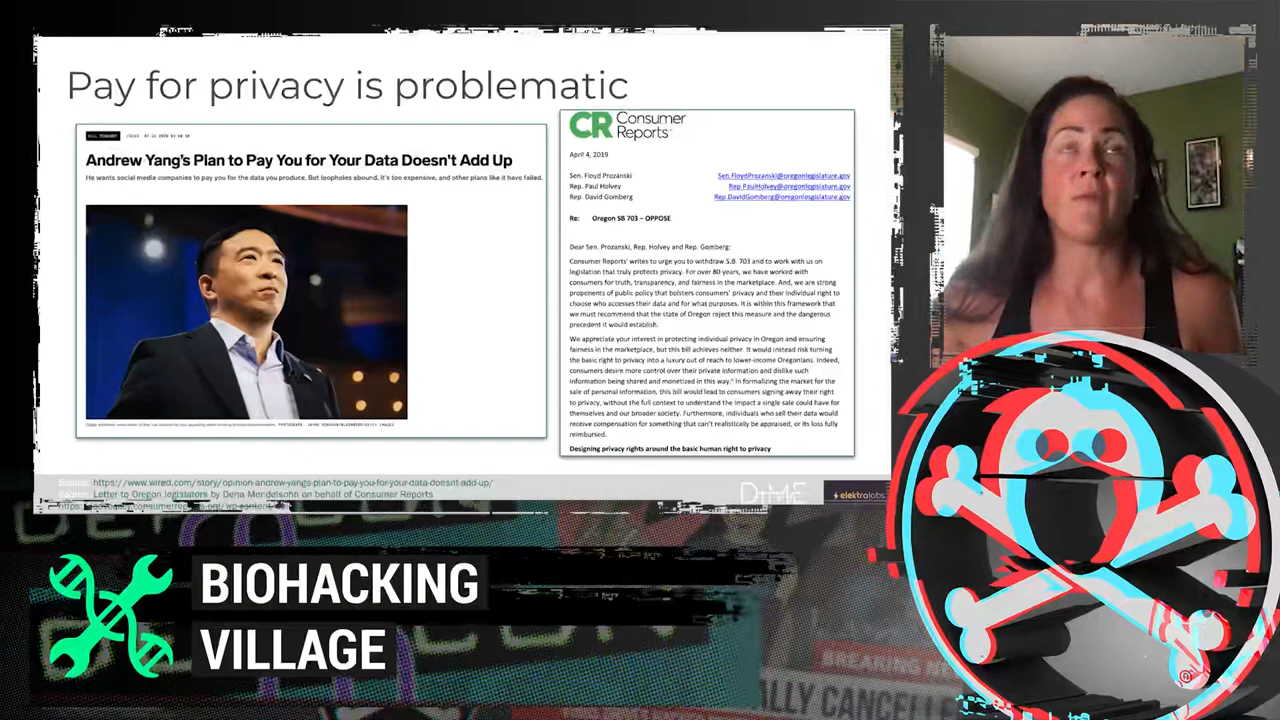 Pay for privacy is problematic
Andrew Yang's Plan to Pay You for Your Data Doesn't Add Up
He wants social media companies to pay you for the data you produce. But loopholes abound, it's too expensive, and other plans like it have failed.
CR Consumer
Reports
April 4, 2019
Sen. Floyd Prozanski Sen.FloydProzanski@oregonlegislature.gov
Rep. Paul Holvey Rep.PaulHolvey@oregonlegislature.gov
Rep. David Gomberg Rep.DavidGomberg@oregonlegislature.gov
Re: Oregon SB 703 – OPPOSE
Dear Sen. Prozanski, Rep. Holvey and Rep. Gomberg:
Consumer Reports' writes to urge you to withdraw S.B. 703 and to work with us on
legislation that truly protects privacy. For over 80 years, we have worked with
consumers for truth, transparency, and fairness in the marketplace. And, we are strong
proponents of public policy that bolsters consumers' privacy and their individual right to
choose who accesses their data and for what purposes. It is within this framework that
we must recommend that the state of Oregon reject this measure and the dangerous
precedent it would establish.
We appreciate your interest in protecting individual privacy in Oregon and ensuring
fairness in the marketplace, but this bill achieves neither. It would instead risk turning
the basic right to privacy into a luxury out of reach to lower-income Oregonians. Indeed,
consumers desire more control over their private information and dislike such
information being shared and monetized in this way. In formalizing the market for the
sale of personal information, this bill would lead to consumers signing away their right
to privacy, without the full context to understand the impact a single sale could have for
themselves and our broader society. Furthermore, individuals who sell their data would
receive compensation for something that can't realistically be appraised, or its loss fully
reimbursed.
Designing privacy rights around the basic human right to privacy
https://www.wired.com/story/opinion-andrew-yangs-plan-to-pay-you-for-your-data-doesnt-add-up/
Letter to Oregon legislators by Dena Mendelsohn on behalf of Consumer Reports
DiMe
elektralabs
BIOHACKING
VILLAGE
BREAKING NE
ALLY CANCELLE